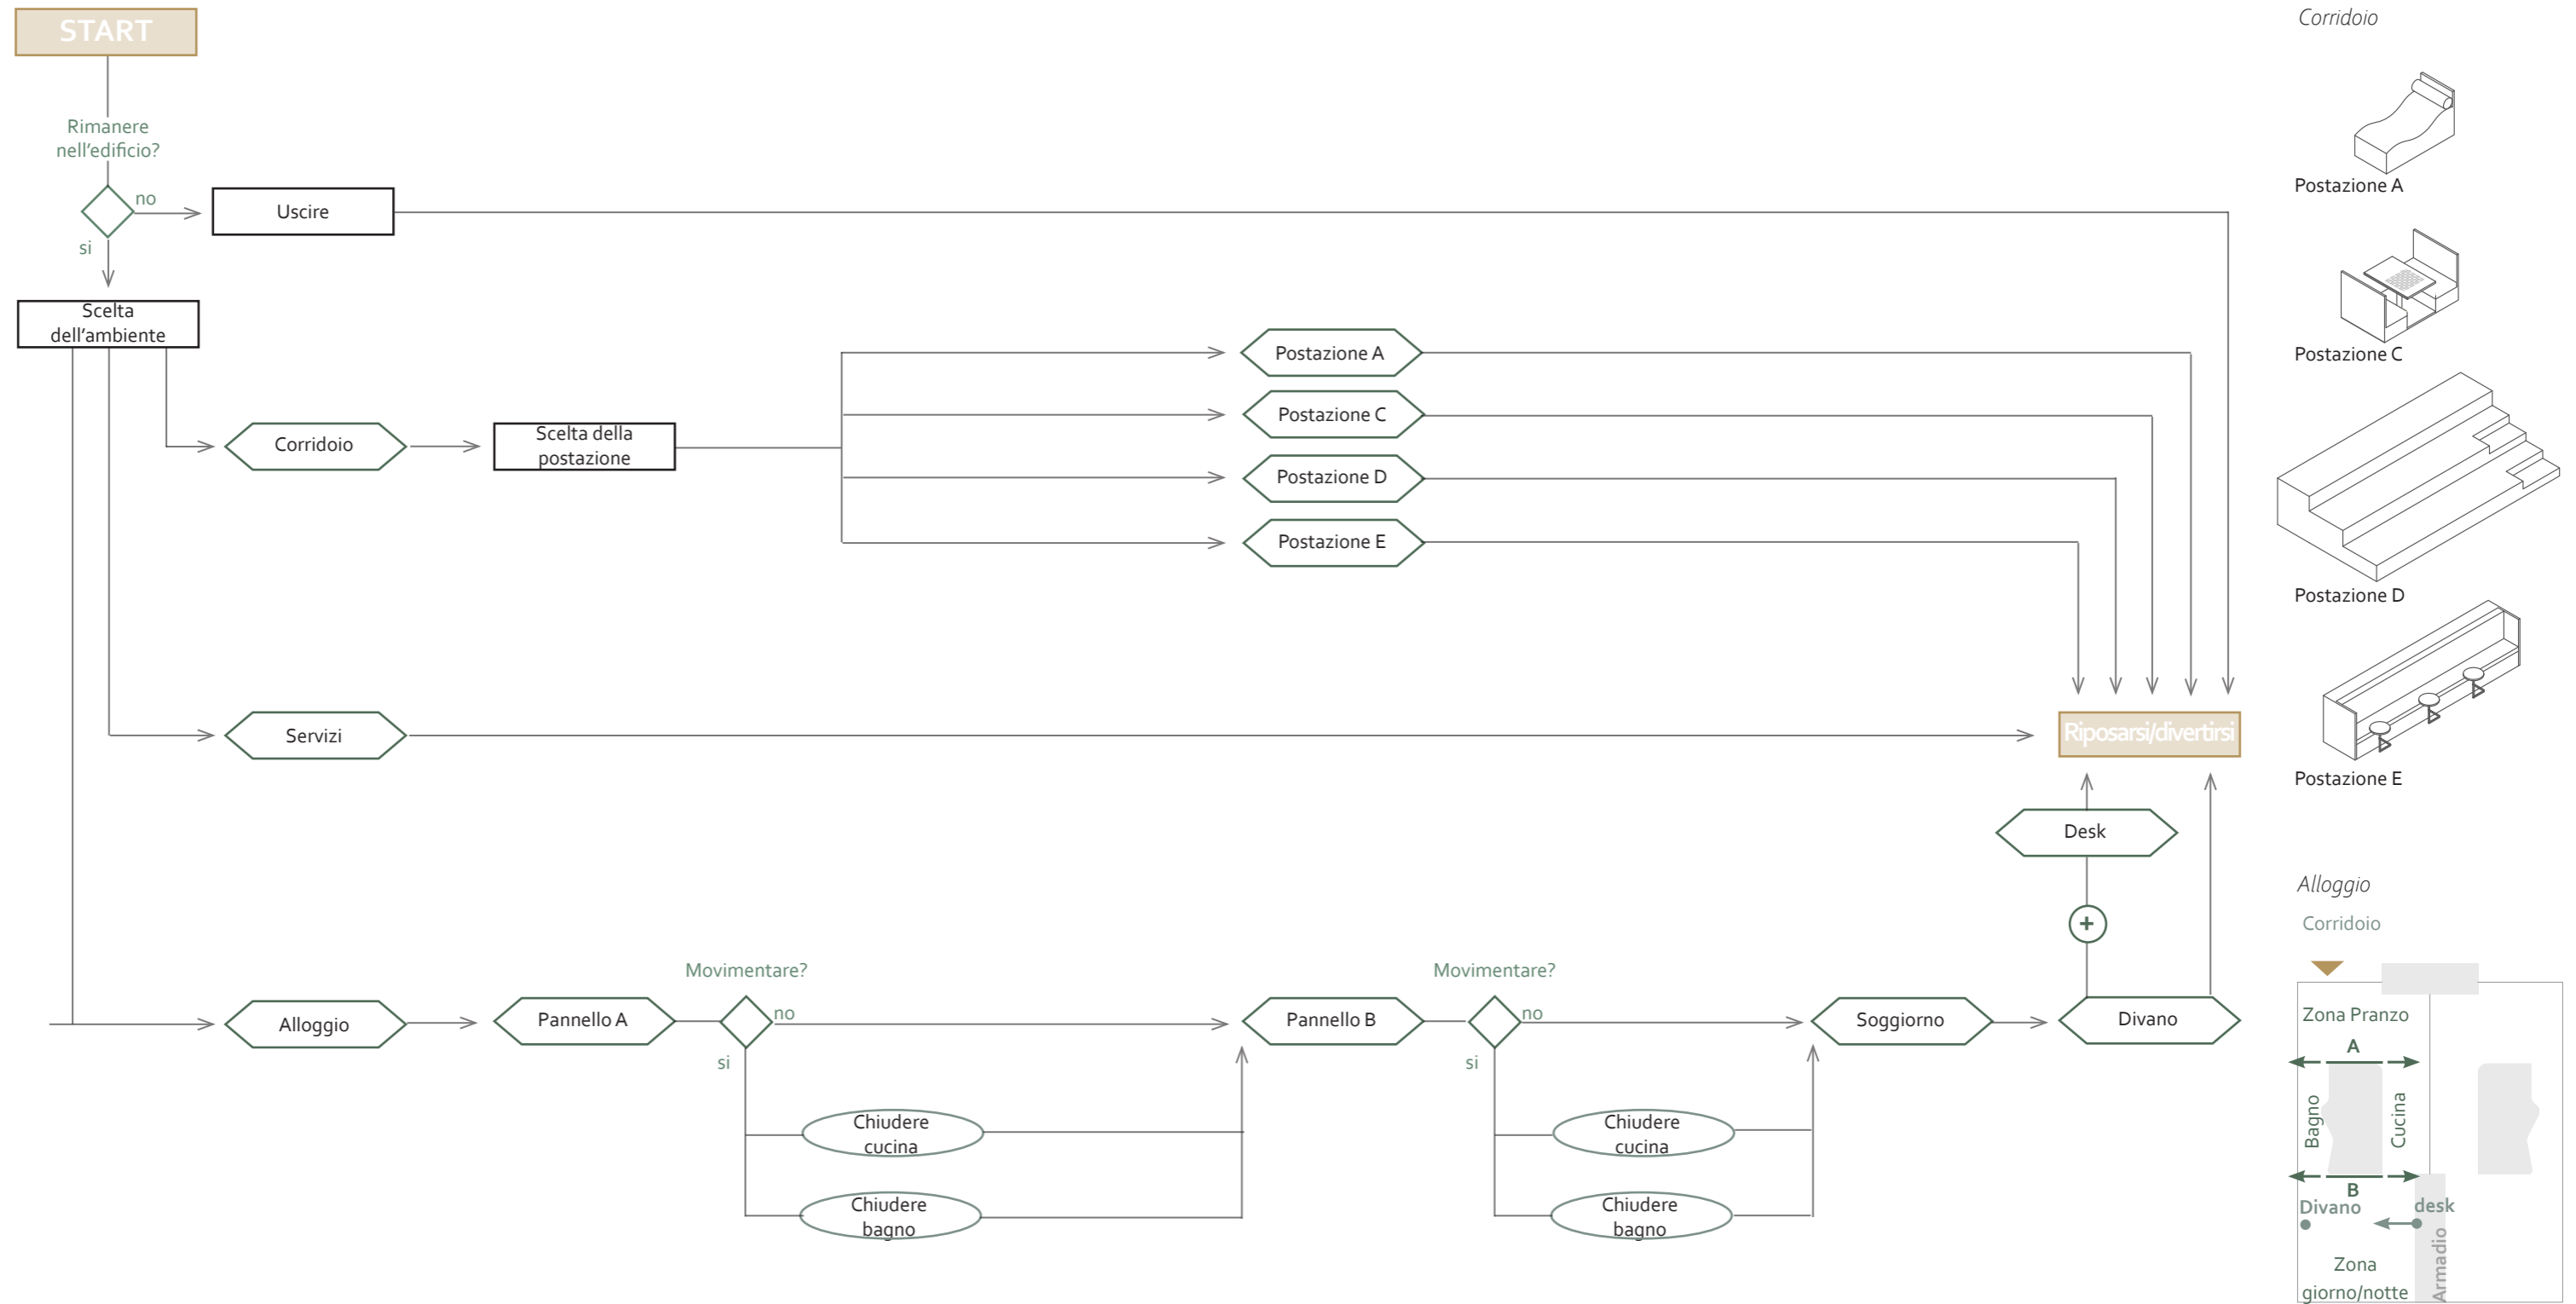 START
Rimanere
nell'edificio?
no
Uscire
si
Scelta
dell'ambiente
Corridoio
Scelta della
postazione
Postazione A
Postazione C
Postazione D
Postazione E
Servizi
Riposarsi/divertirsi
Desk
+
Alloggio
Pannello A
Movimentare?
no
si
Chiudere
cucina
Chiudere
bagno
Pannello B
Movimentare?
no
si
Chiudere
cucina
Chiudere
bagno
Soggiorno
Divano
Corridoio
Postazione A
Postazione C
Postazione D
Postazione E
Alloggio
Corridoio
Zona Pranzo
A
Bagno
Cucina
B
Divano
desk
Armadio
Zona
giorno/notte